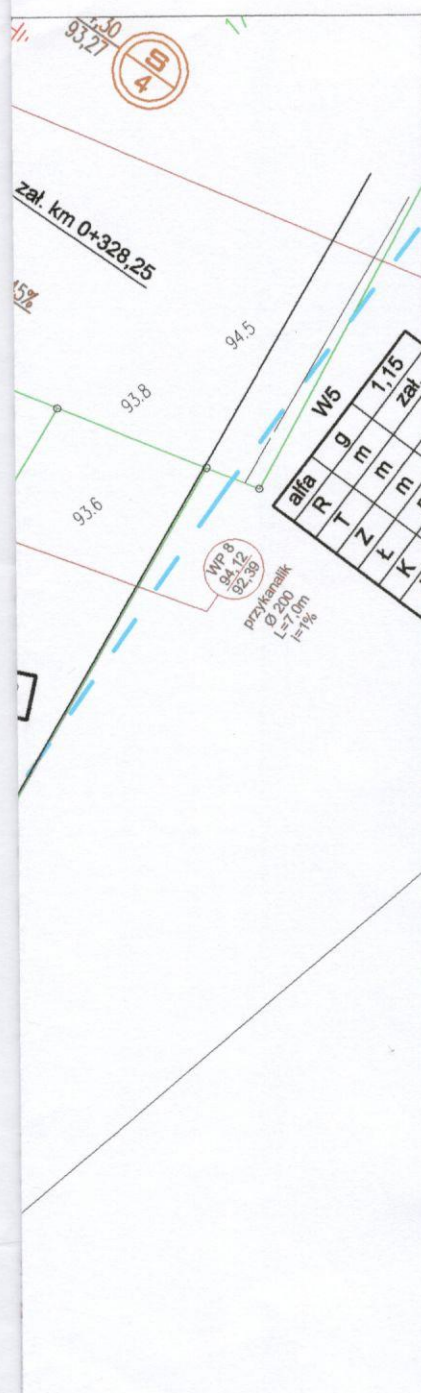 93,27
S
4
17
zał. km 0+328,25
94.5
93.8
93.6
WP 8
94,12
92,39
przykanalik
Ø 200
L=7,0m
i=1%
W5
alfa g 1,15
R m zał.
T m
Z m
Ł
K